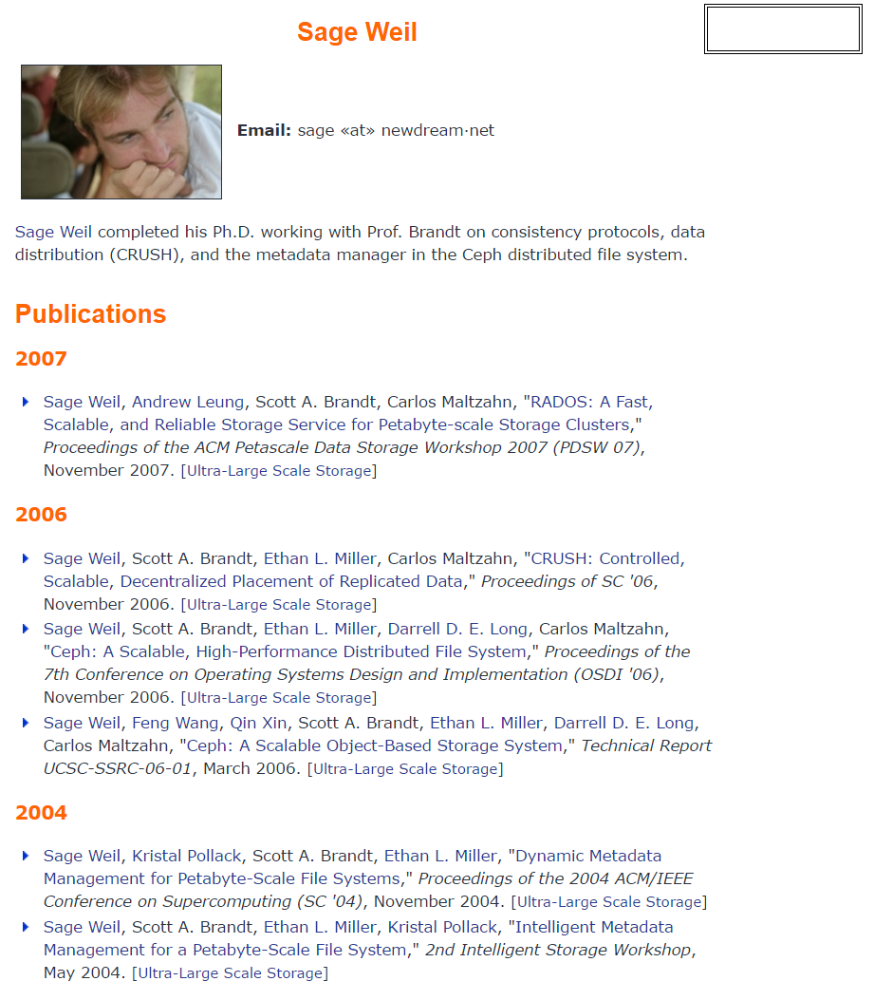 Sage Weil
Email: sage «at» newdream·net
Sage Weil completed his Ph.D. working with Prof. Brandt on consistency protocols, data
distribution (CRUSH), and the metadata manager in the Ceph distributed file system.
Publications
2007
Sage Weil, Andrew Leung, Scott A. Brandt, Carlos Maltzahn, "RADOS: A Fast,
Scalable, and Reliable Storage Service for Petabyte-scale Storage Clusters,"
Proceedings of the ACM Petascale Data Storage Workshop 2007 (PDSW 07),
November 2007. [Ultra-Large Scale Storage]
2006
Sage Weil, Scott A. Brandt, Ethan L. Miller, Carlos Maltzahn, "CRUSH: Controlled,
Scalable, Decentralized Placement of Replicated Data," Proceedings of SC '06,
November 2006. [Ultra-Large Scale Storage]
Sage Weil, Scott A. Brandt, Ethan L. Miller, Darrell D. E. Long, Carlos Maltzahn,
"Ceph: A Scalable, High-Performance Distributed File System," Proceedings of the
7th Conference on Operating Systems Design and Implementation (OSDI '06),
November 2006. [Ultra-Large Scale Storage]
Sage Weil, Feng Wang, Qin Xin, Scott A. Brandt, Ethan L. Miller, Darrell D. E. Long,
Carlos Maltzahn, "Ceph: A Scalable Object-Based Storage System," Technical Report
UCSC-SSRC-06-01, March 2006. [Ultra-Large Scale Storage]
2004
Sage Weil, Kristal Pollack, Scott A. Brandt, Ethan L. Miller, "Dynamic Metadata
Management for Petabyte-Scale File Systems," Proceedings of the 2004 ACM/IEEE
Conference on Supercomputing (SC '04), November 2004. [Ultra-Large Scale Storage]
Sage Weil, Scott A. Brandt, Ethan L. Miller, Kristal Pollack, "Intelligent Metadata
Management for a Petabyte-Scale File System," 2nd Intelligent Storage Workshop,
May 2004. [Ultra-Large Scale Storage]